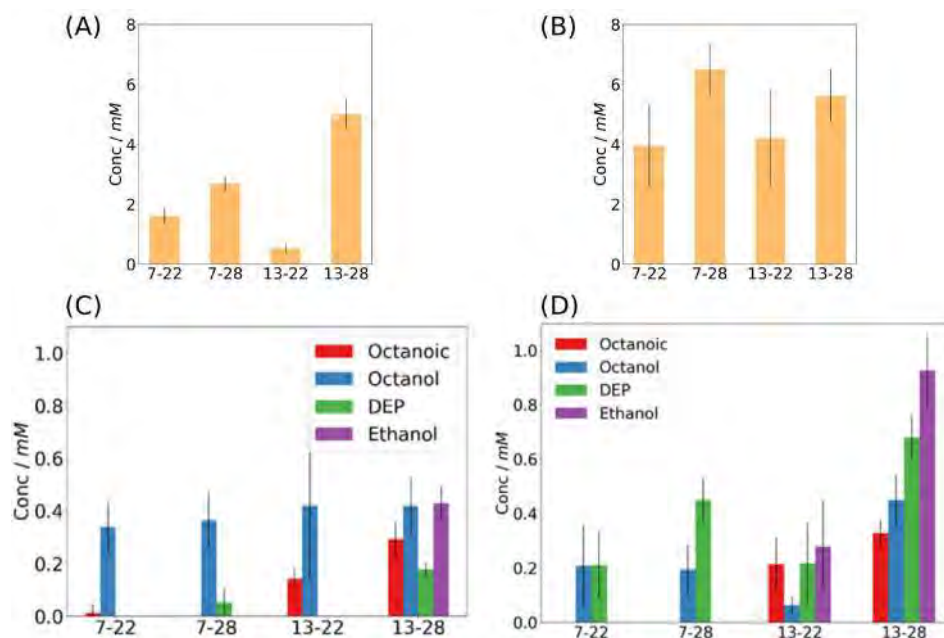 (A)
8
6
4
2
0
Conc / mM
7-22 7-28 13-22 13-28
(B)
8
6
4
2
0
Conc / mM
7-22 7-28 13-22 13-28
(C)
1.0
0.8
0.6
0.4
0.2
0.0
Conc / mM
Octanoic
Octanol
DEP
Ethanol
7-22 7-28 13-22 13-28
(D)
1.0
0.8
0.6
0.4
0.2
0.0
Conc / mM
Octanoic
Octanol
DEP
Ethanol
7-22 7-28 13-22 13-28